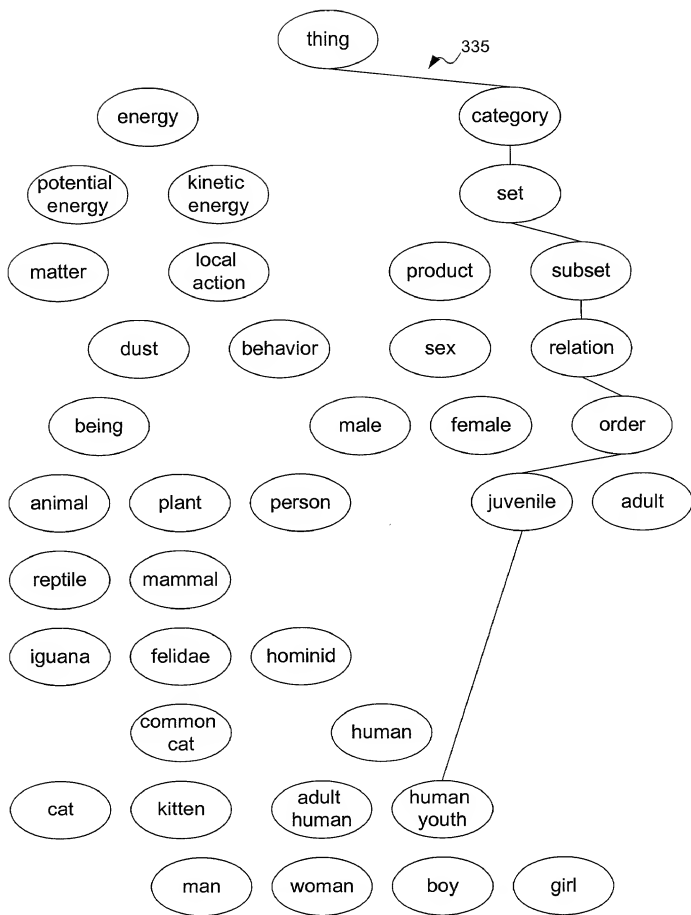 thing
335
energy
category
potential
energy
kinetic
energy
set
matter
local
action
product
subset
dust
behavior
sex
relation
being
male
female
order
animal
plant
person
juvenile
adult
reptile
mammal
iguana
felidae
hominid
common
cat
human
cat
kitten
adult
human
human
youth
man
woman
boy
girl